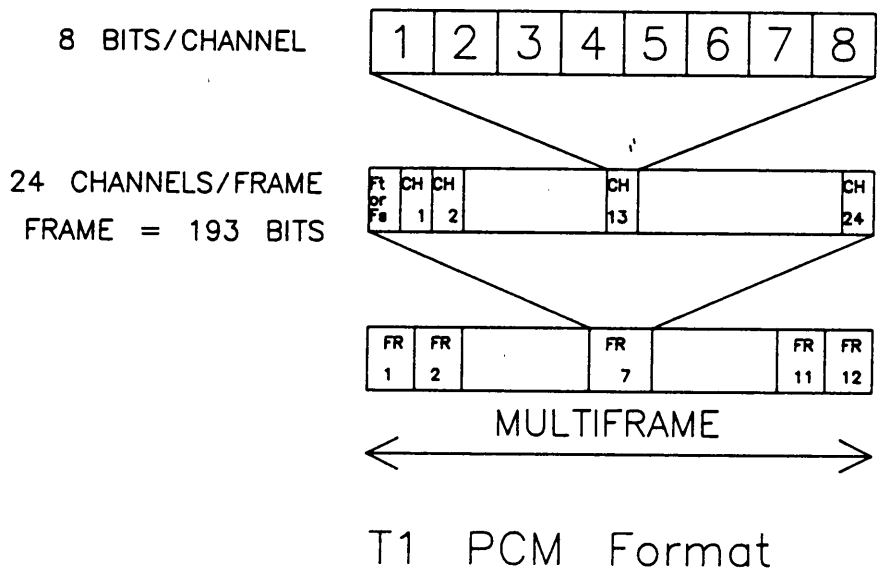 8 BITS/CHANNEL
1 2 3 4 5 6 7 8
24 CHANNELS/FRAME
FRAME = 193 BITS
Ft or Fs
CH 1
CH 2
CH 13
CH 24
FR 1
FR 2
FR 7
FR 11
FR 12
MULTIFRAME
T1 PCM Format